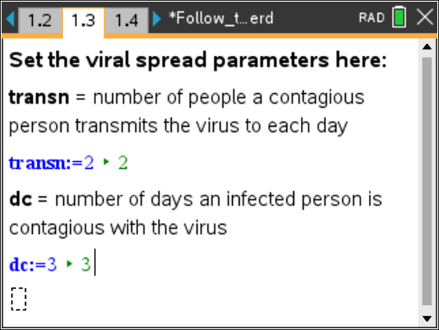 1.2 1.3 1.4 *Follow_t...erd RAD
Set the viral spread parameters here:
transn = number of people a contagious
person transmits the virus to each day
transn:=2 ▸ 2
dc = number of days an infected person is
contagious with the virus
dc:=3 ▸ 3